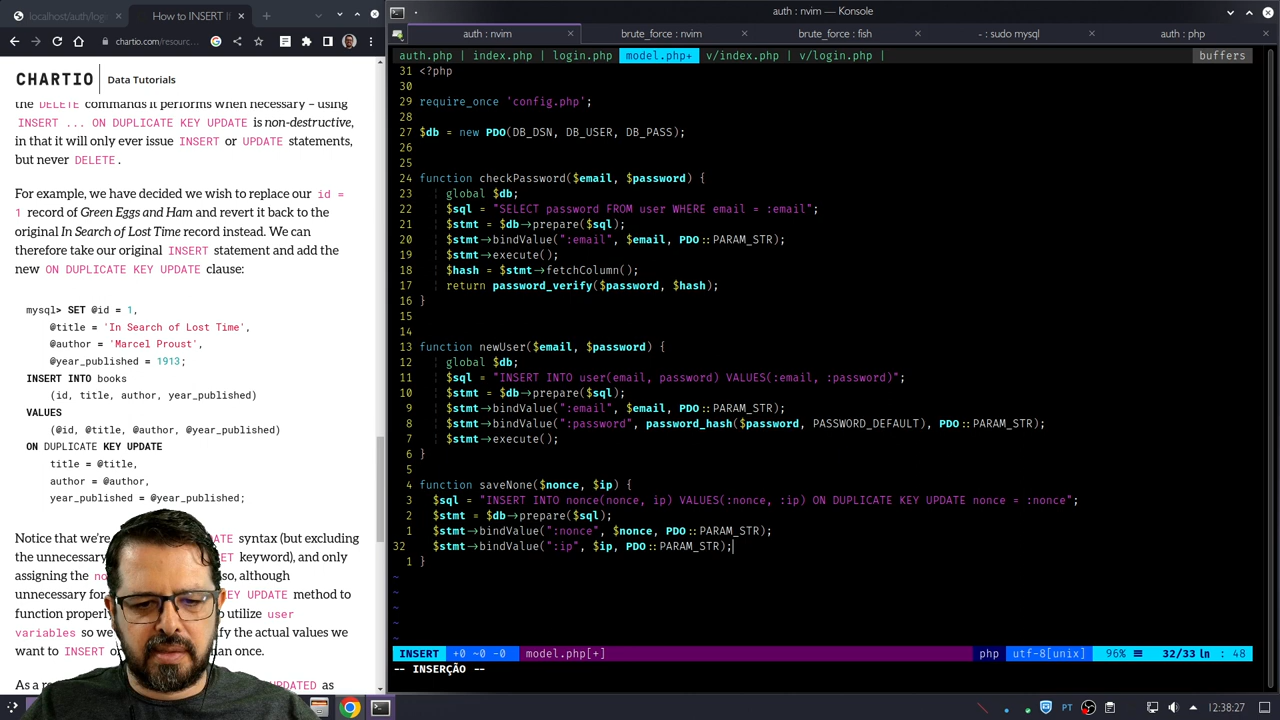 auth : nvim — Konsole
localhost/auth/logi
How to INSERT If
chartio.com/resourc…
auth : nvim
brute_force : nvim
brute_force : fish
- : sudo mysql
auth : php
CHARTIO
Data Tutorials
the DELETE commands it performs when necessary – using
INSERT ... ON DUPLICATE KEY UPDATE is non-destructive,
in that it will only ever issue INSERT or UPDATE statements,
but never DELETE .
For example, we have decided we wish to replace our id =
1 record of Green Eggs and Ham and revert it back to the
original In Search of Lost Time record instead. We can
therefore take our original INSERT statement and add the
new ON DUPLICATE KEY UPDATE clause:
mysql> SET @id = 1,
@title = 'In Search of Lost Time',
@author = 'Marcel Proust',
@year_published = 1913;
INSERT INTO books
(id, title, author, year_published)
VALUES
(@id, @title, @author, @year_published)
ON DUPLICATE KEY UPDATE
title = @title,
author = @author,
year_published = @year_published;
Notice that we're DATE syntax (but excluding
the unnecessary keyword), and only
assigning the so, although
unnecessary for KEY UPDATE method to
function properly o utilize user
variables so we fy the actual values we
want to INSERT or han once.
As a re UPDATED as
auth.php | index.php | login.php | model.php+ | v/index.php | v/login.php |
buffers
31 <?php
30
29 require_once 'config.php';
28
27 $db = new PDO(DB_DSN, DB_USER, DB_PASS);
26
25
24 function checkPassword($email, $password) {
23 global $db;
22 $sql = "SELECT password FROM user WHERE email = :email";
21 $stmt = $db->prepare($sql);
20 $stmt->bindValue(":email", $email, PDO::PARAM_STR);
19 $stmt->execute();
18 $hash = $stmt->fetchColumn();
17 return password_verify($password, $hash);
16 }
15
14
13 function newUser($email, $password) {
12 global $db;
11 $sql = "INSERT INTO user(email, password) VALUES(:email, :password)";
10 $stmt = $db->prepare($sql);
9 $stmt->bindValue(":email", $email, PDO::PARAM_STR);
8 $stmt->bindValue(":password", password_hash($password, PASSWORD_DEFAULT), PDO::PARAM_STR);
7 $stmt->execute();
6 }
5
4 function saveNone($nonce, $ip) {
3 $sql = "INSERT INTO nonce(nonce, ip) VALUES(:nonce, :ip) ON DUPLICATE KEY UPDATE nonce = :nonce";
2 $stmt = $db->prepare($sql);
1 $stmt->bindValue(":nonce", $nonce, PDO::PARAM_STR);
32 $stmt->bindValue(":ip", $ip, PDO::PARAM_STR);
1 }
~
~
~
~
~
INSERT +0 ~0 -0 model.php[+] php utf-8[unix] 96% 32/33 : 48
-- INSERÇÃO --
PT
12:38:27